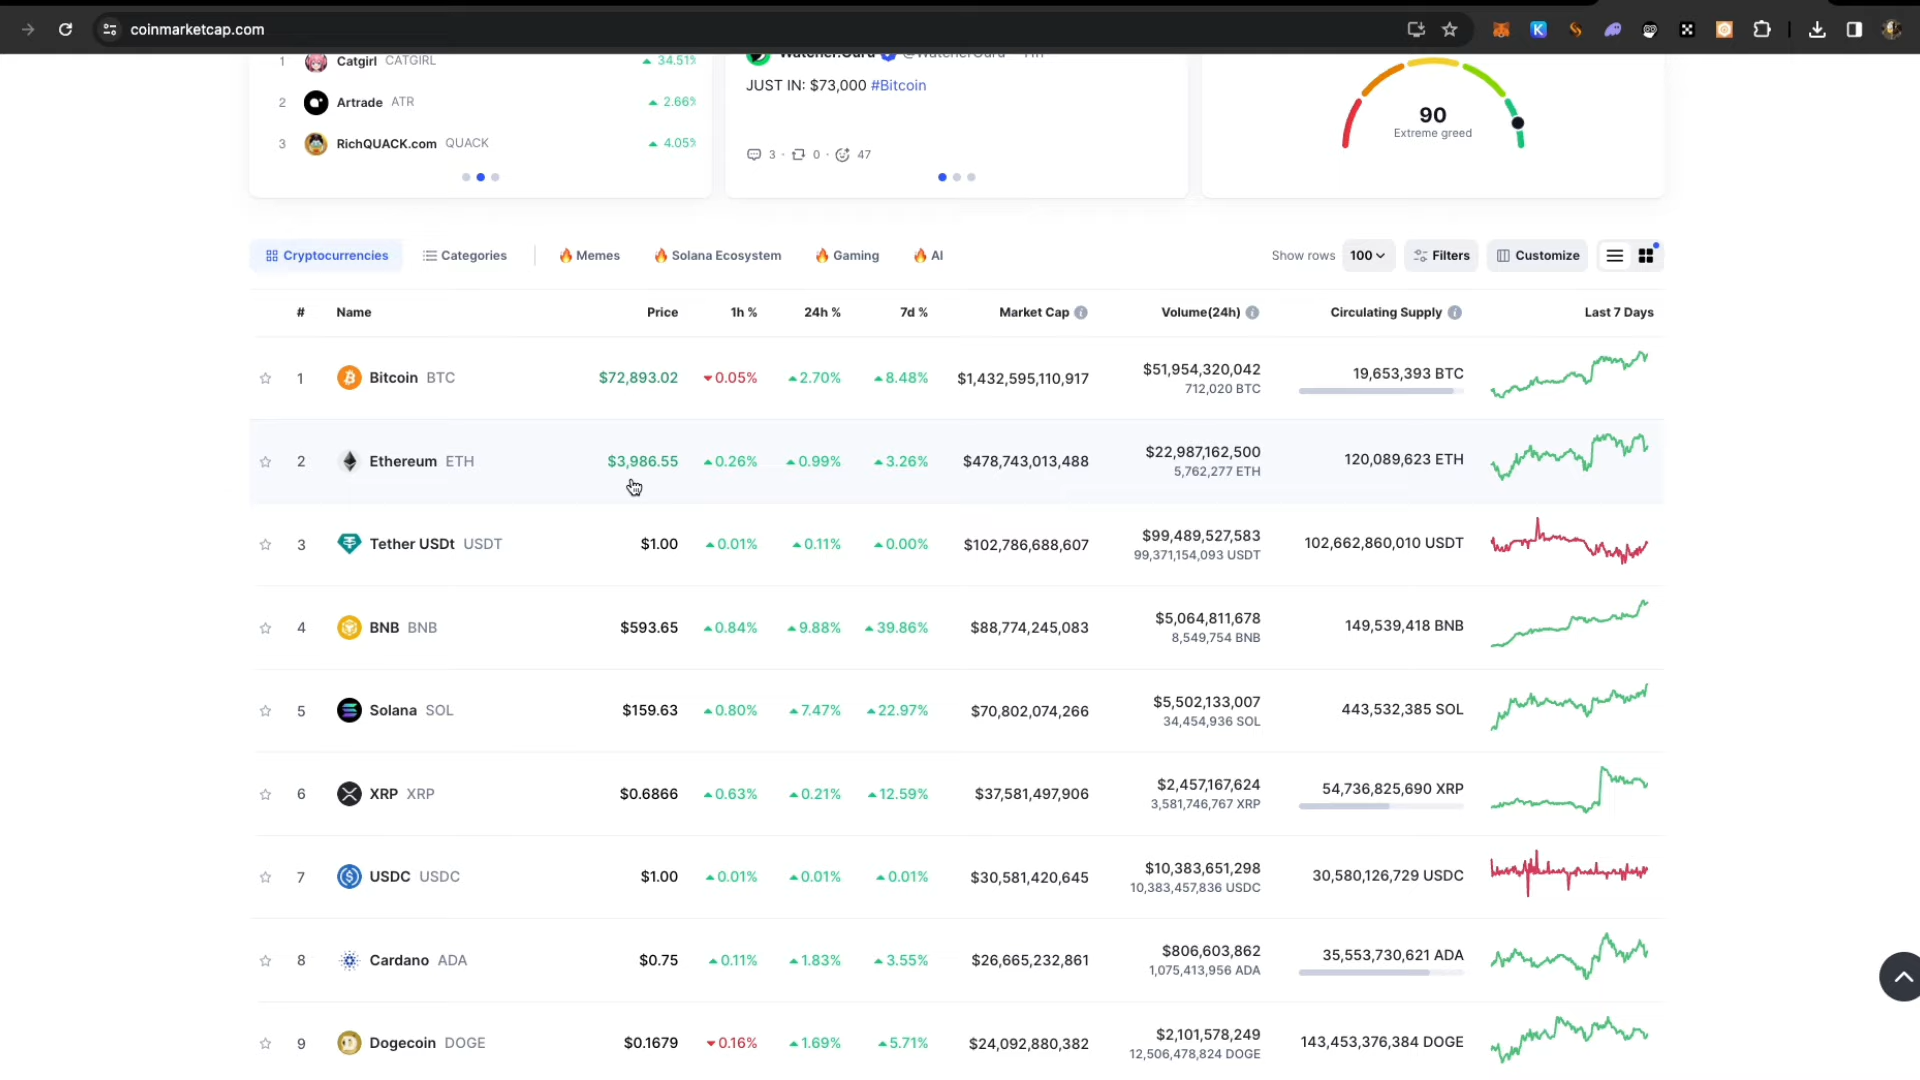 coinmarketcap.com
1 Catgirl CATGIRL 34.51%
2 Artrade ATR 2.66%
3 RichQUACK.com QUACK 4.05%
Watcher.Guru @WatcherGuru
JUST IN: $73,000 #Bitcoin
3 · 0 · 47
90
Extreme greed
Cryptocurrencies Categories Memes Solana Ecosystem Gaming AI Show rows 100 Filters Customize
# Name Price 1h % 24h % 7d % Market Cap Volume(24h) Circulating Supply Last 7 Days
1 Bitcoin BTC $72,893.02 0.05% 2.70% 8.48% $1,432,595,110,917 $51,954,320,042 19,653,393 BTC
712,020 BTC
2 Ethereum ETH $3,986.55 0.26% 0.99% 3.26% $478,743,013,488 $22,987,162,500 120,089,623 ETH
5,762,277 ETH
3 Tether USDt USDT $1.00 0.01% 0.11% 0.00% $102,786,688,607 $99,489,527,583 102,662,860,010 USDT
99,371,154,093 USDT
4 BNB BNB $593.65 0.84% 9.88% 39.86% $88,774,245,083 $5,064,811,678 149,539,418 BNB
8,549,754 BNB
5 Solana SOL $159.63 0.80% 7.47% 22.97% $70,802,074,266 $5,502,133,007 443,532,385 SOL
34,454,936 SOL
6 XRP XRP $0.6866 0.63% 0.21% 12.59% $37,581,497,906 $2,457,167,624 54,736,825,690 XRP
3,581,746,767 XRP
7 USDC USDC $1.00 0.01% 0.01% 0.01% $30,581,420,645 $10,383,651,298 30,580,126,729 USDC
10,383,457,836 USDC
8 Cardano ADA $0.75 0.11% 1.83% 3.55% $26,665,232,861 $806,603,862 35,553,730,621 ADA
1,075,413,956 ADA
9 Dogecoin DOGE $0.1679 0.16% 1.69% 5.71% $24,092,880,382 $2,101,578,249 143,453,376,384 DOGE
12,506,478,824 DOGE